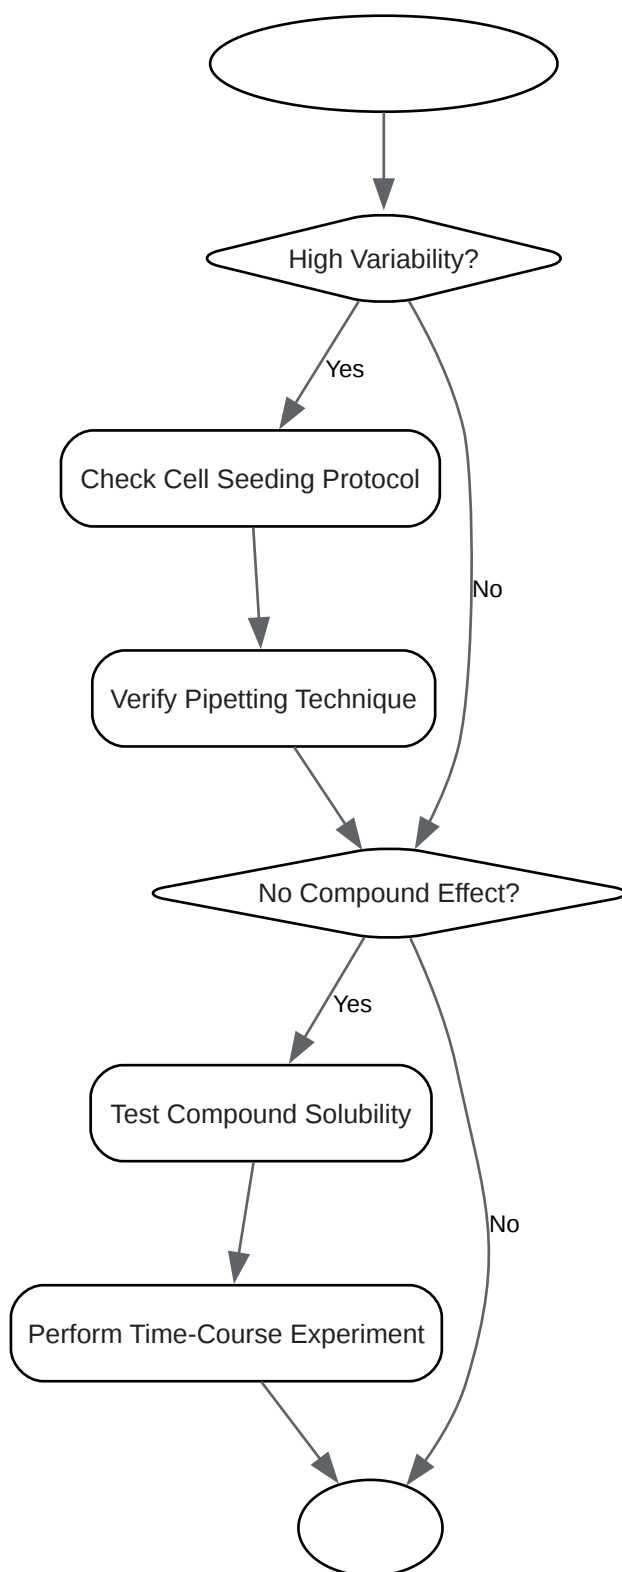 High Variability?
Yes
Check Cell Seeding Protocol
No
Verify Pipetting Technique
No Compound Effect?
Yes
Test Compound Solubility
No
Perform Time-Course Experiment